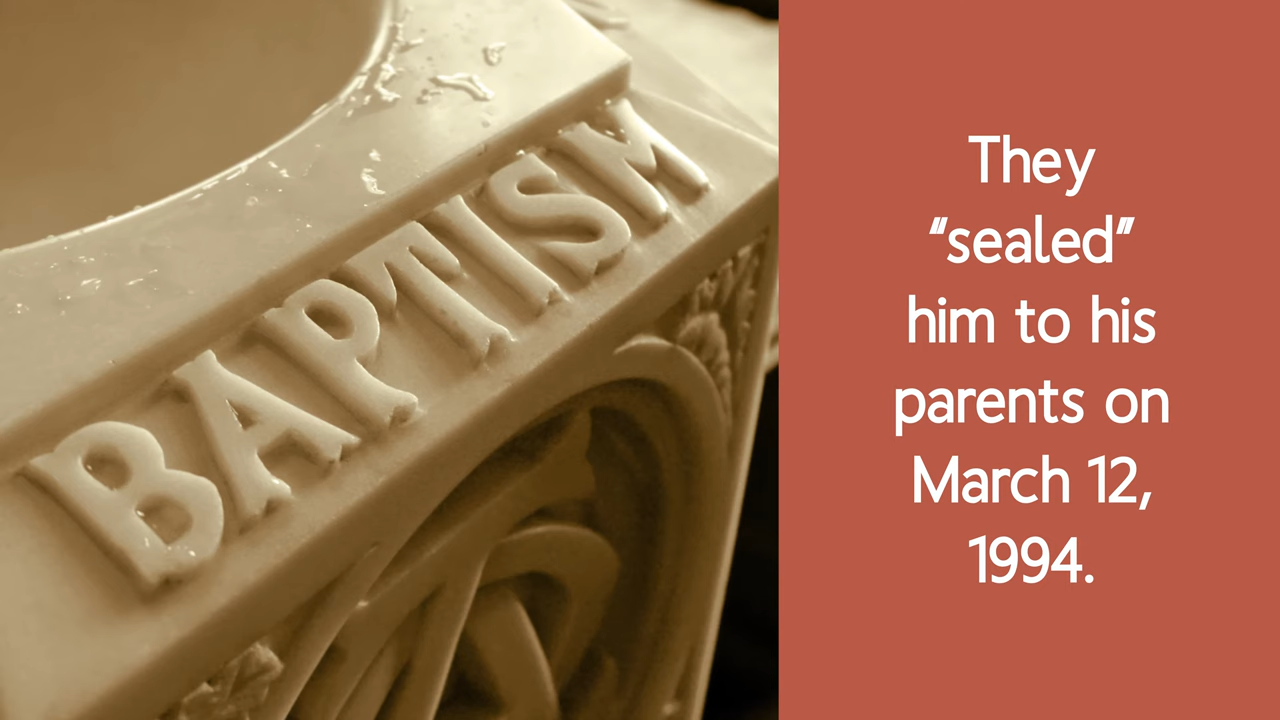 BAPTISM
They
“sealed”
him to his
parents on
March 12,
1994.